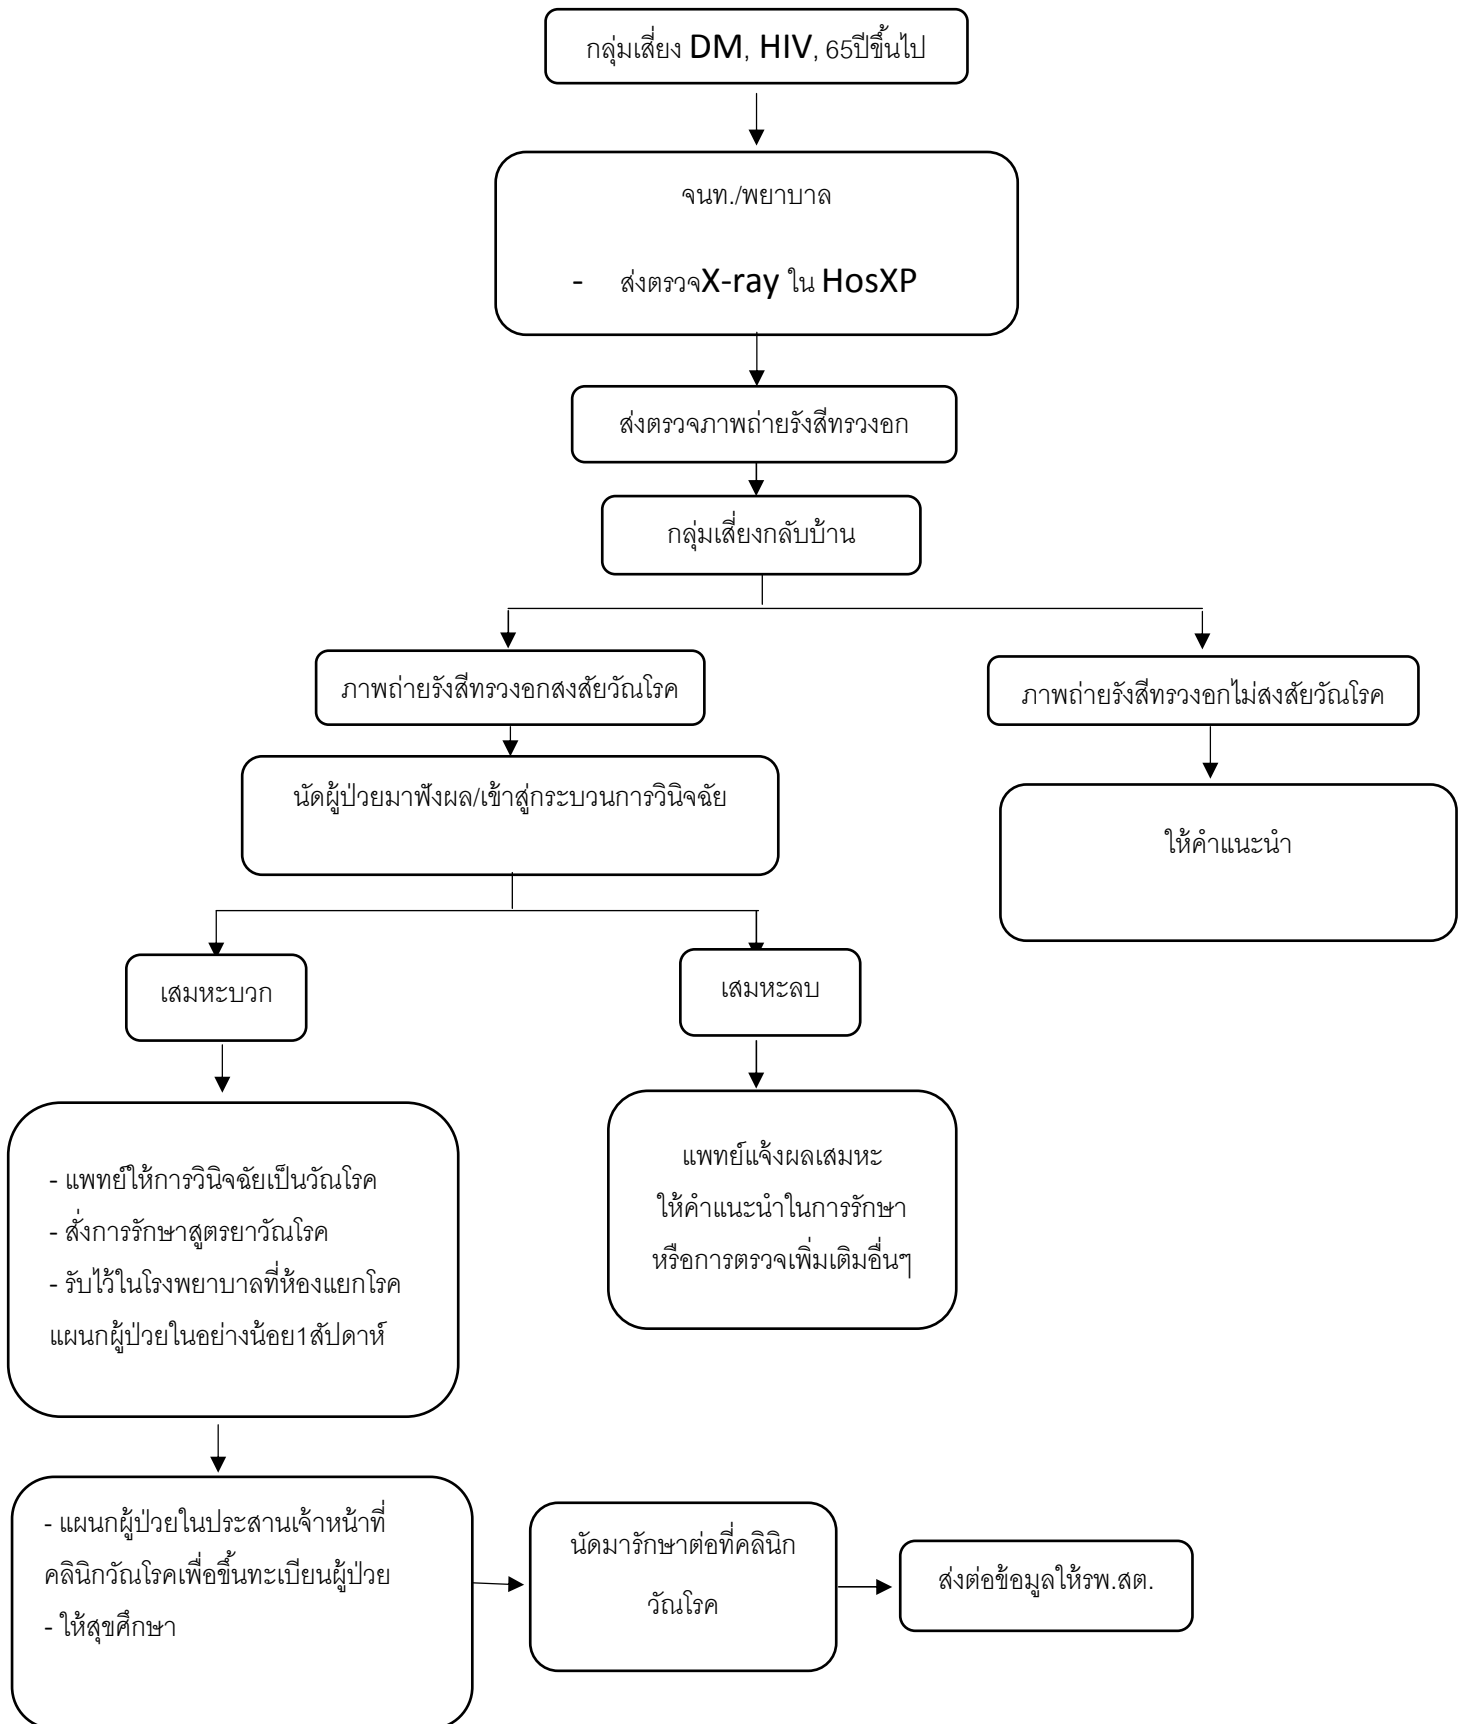 กลุ่มเสี่ยง DM, HIV, 65ปีขึ้นไป
จนท./พยาบาล
- ส่งตรวจX-ray ใน HosXP
ส่งตรวจภาพถ่ายรังสีทรวงอก
กลุ่มเสี่ยงกลับบ้าน
ภาพถ่ายรังสีทรวงอกสงสัยวัณโรค
ภาพถ่ายรังสีทรวงอกไม่สงสัยวัณโรค
นัดผู้ป่วยมาฟังผล/เข้าสู่กระบวนการวินิจฉัย
ให้คำแนะนำ
เสมหะบวก
เสมหะลบ
- แพทย์ให้การวินิจฉัยเป็นวัณโรค
- สั่งการรักษาสูตรยาวัณโรค
- รับไว้ในโรงพยาบาลที่ห้องแยกโรค
แผนกผู้ป่วยในอย่างน้อย1สัปดาห์
แพทย์แจ้งผลเสมหะ
ให้คำแนะนำในการรักษา
หรือการตรวจเพิ่มเติมอื่นๆ
- แผนกผู้ป่วยในประสานเจ้าหน้าที่
คลินิกวัณโรคเพื่อขึ้นทะเบียนผู้ป่วย
- ให้สุขศึกษา
นัดมารักษาต่อที่คลินิก
วัณโรค
ส่งต่อข้อมูลให้รพ.สต.